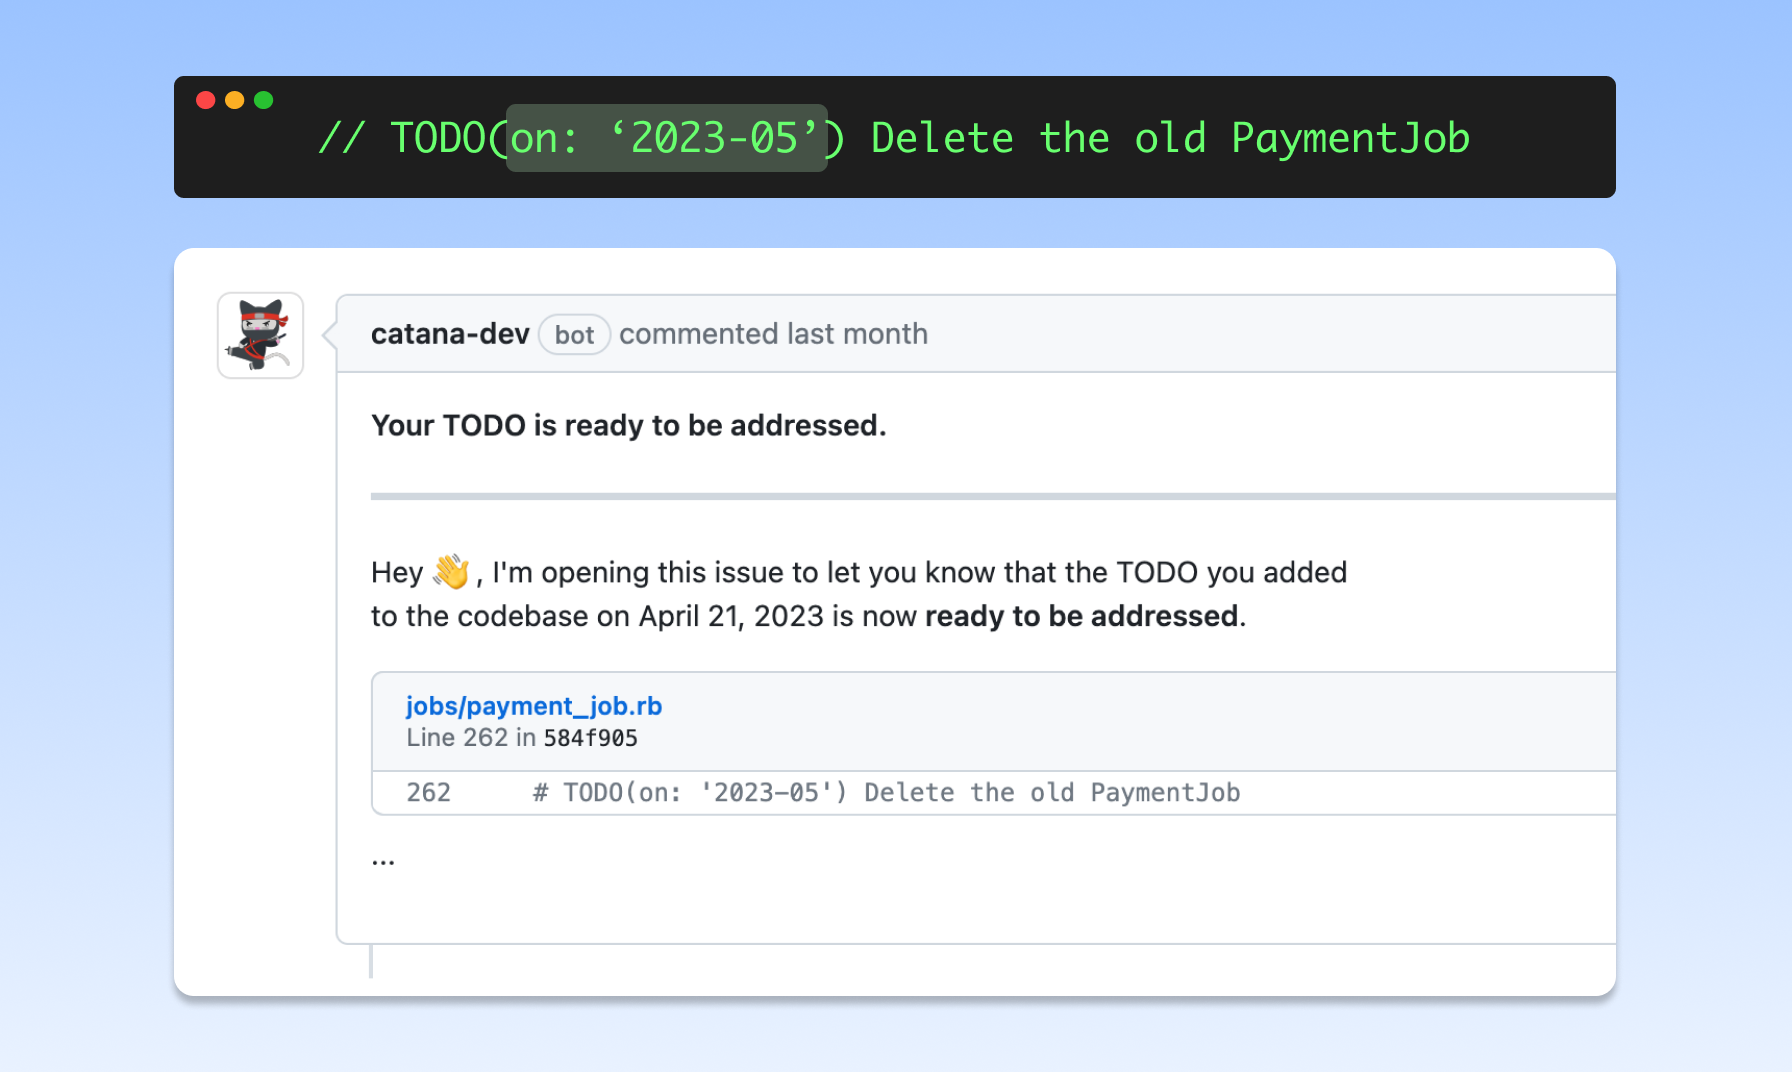 // TODO(on: ‘2023-05’) Delete the old PaymentJob
catana-dev bot commented last month
Your TODO is ready to be addressed.
Hey 👋, I'm opening this issue to let you know that the TODO you added
to the codebase on April 21, 2023 is now ready to be addressed.
jobs/payment_job.rb
Line 262 in 584f905
262 # TODO(on: '2023-05') Delete the old PaymentJob
...